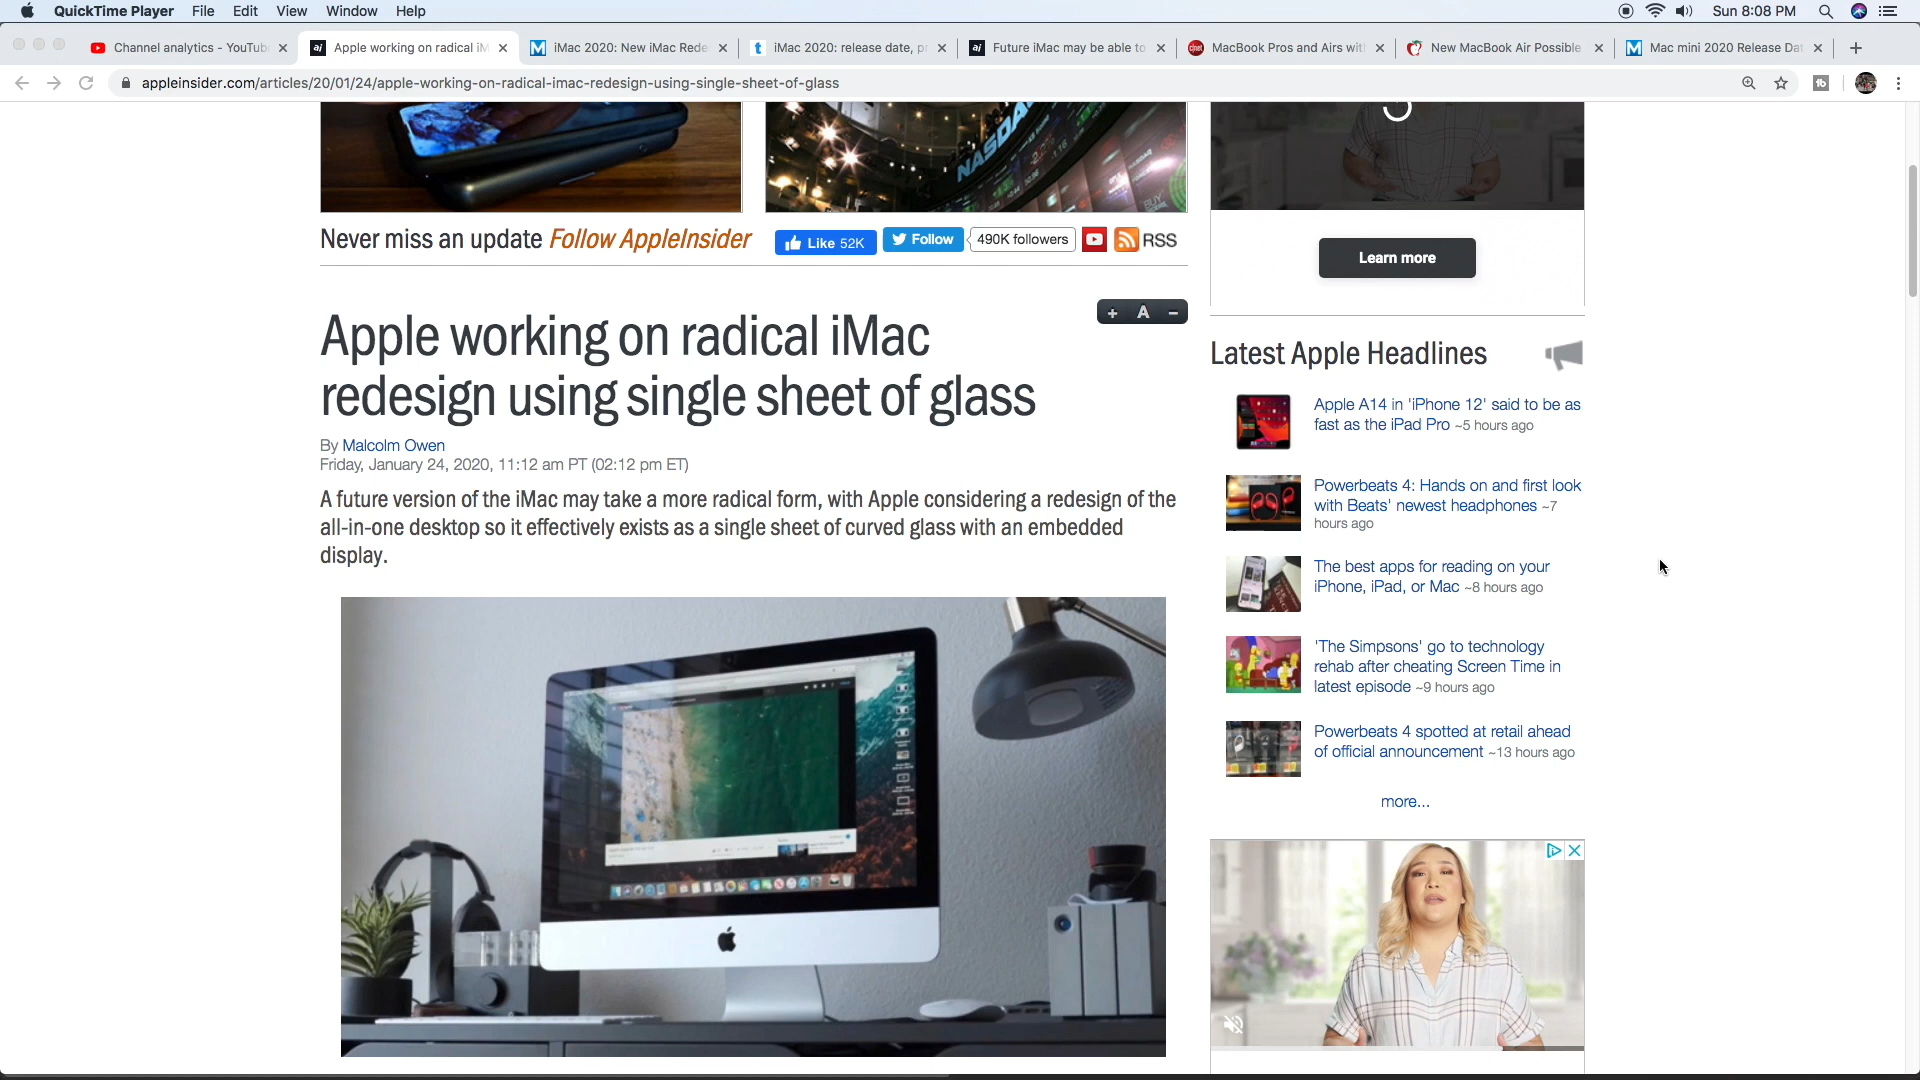 QuickTime Player File Edit View Window Help Sun 8:08 PM
Channel analytics - YouTub
Apple working on radical iM
iMac 2020: New iMac Rede
iMac 2020: release date, p
Future iMac may be able to
MacBook Pros and Airs wit
New MacBook Air Possible
Mac mini 2020 Release Da
appleinsider.com/articles/20/01/24/apple-working-on-radical-imac-redesign-using-single-sheet-of-glass
NASDA
BUY
Never miss an update Follow AppleInsider Like 52K Follow 490K followers RSS
Learn more
+ A −
Apple working on radical iMac
redesign using single sheet of glass
By Malcolm Owen
Friday, January 24, 2020, 11:12 am PT (02:12 pm ET)
A future version of the iMac may take a more radical form, with Apple considering a redesign of the
all-in-one desktop so it effectively exists as a single sheet of curved glass with an embedded
display.
Latest Apple Headlines
Apple A14 in 'iPhone 12' said to be as
fast as the iPad Pro ~5 hours ago
Powerbeats 4: Hands on and first look
with Beats' newest headphones ~7
hours ago
The best apps for reading on your
iPhone, iPad, or Mac ~8 hours ago
'The Simpsons' go to technology
rehab after cheating Screen Time in
latest episode ~9 hours ago
Powerbeats 4 spotted at retail ahead
of official announcement ~13 hours ago
more...